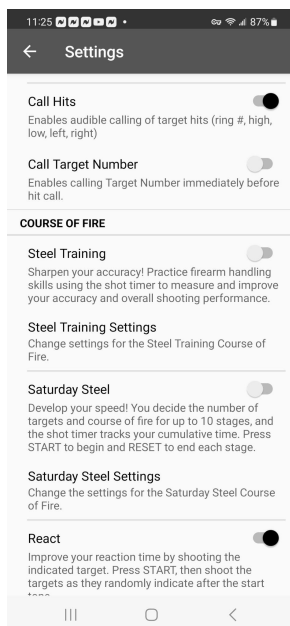 11:25
87%
Settings
Call Hits
Enables audible calling of target hits (ring #, high,
low, left, right)
Call Target Number
Enables calling Target Number immediately before
hit call.
COURSE OF FIRE
Steel Training
Sharpen your accuracy! Practice firearm handling
skills using the shot timer to measure and improve
your accuracy and overall shooting performance.
Steel Training Settings
Change settings for the Steel Training Course of
Fire.
Saturday Steel
Develop your speed! You decide the number of
targets and course of fire for up to 10 stages, and
the shot timer tracks your cumulative time. Press
START to begin and RESET to end each stage.
Saturday Steel Settings
Change the settings for the Saturday Steel Course
of Fire.
React
Improve your reaction time by shooting the
indicated target. Press START, then shoot the
targets as they randomly indicate after the start